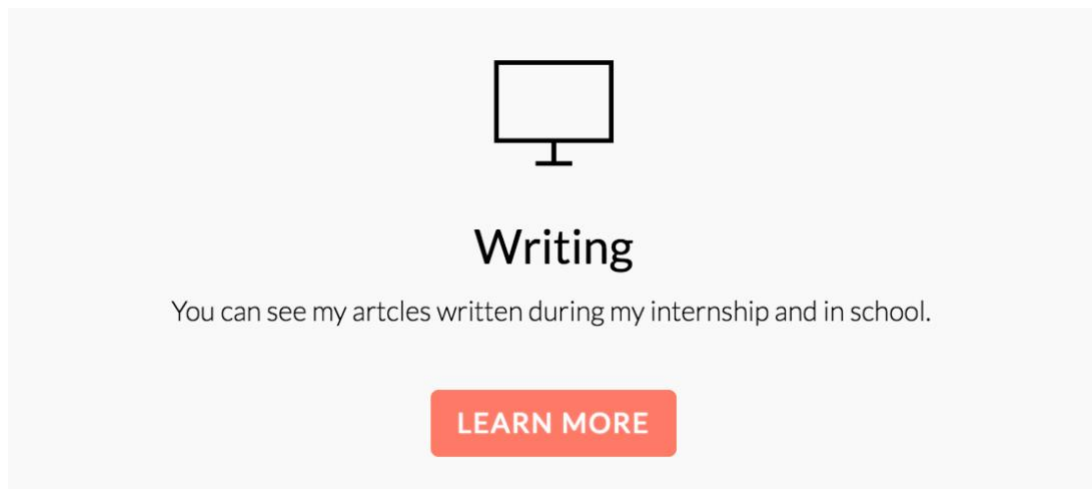 Writing
You can see my artcles written during my internship and in school.
LEARN MORE